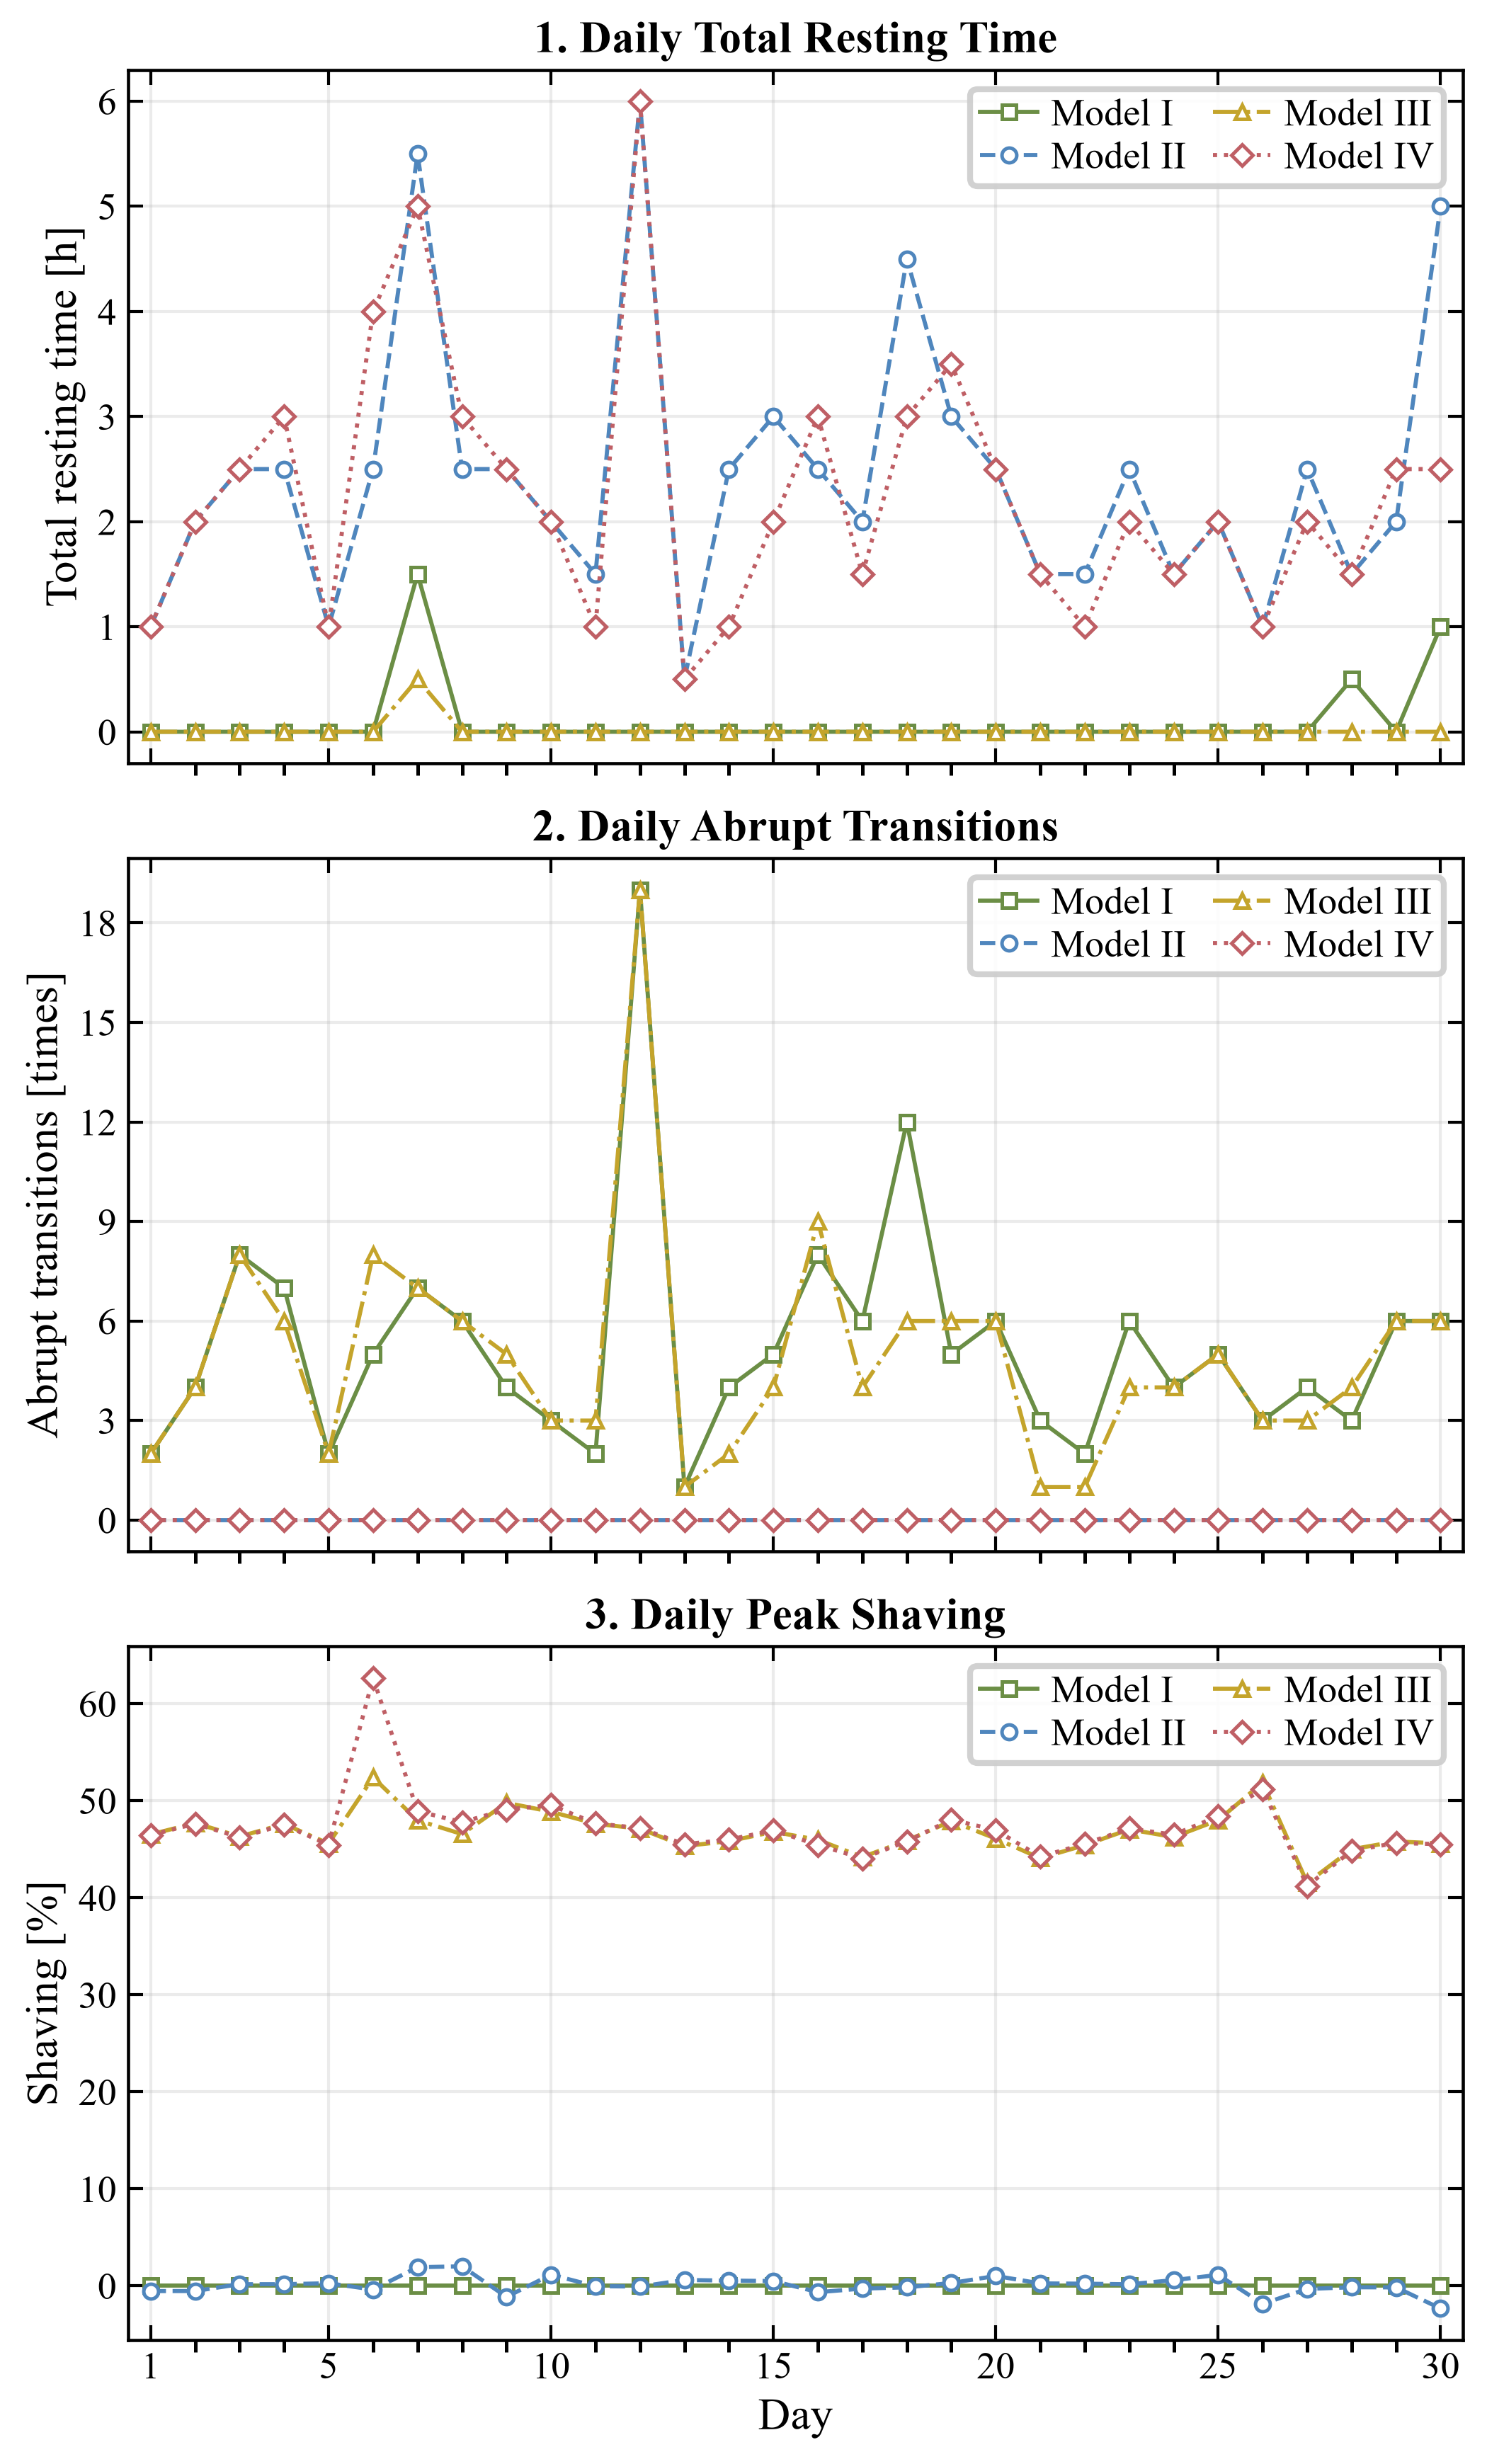 1. Daily Total Resting Time
Total resting time [h]
6
5
4
3
2
1
0
Model I
Model II
Model III
Model IV
2. Daily Abrupt Transitions
Abrupt transitions [times]
18
15
12
9
6
3
0
Model I
Model II
Model III
Model IV
3. Daily Peak Shaving
Shaving [%]
60
50
40
30
20
10
0
Model I
Model II
Model III
Model IV
1 5 10 15 20 25 30
Day